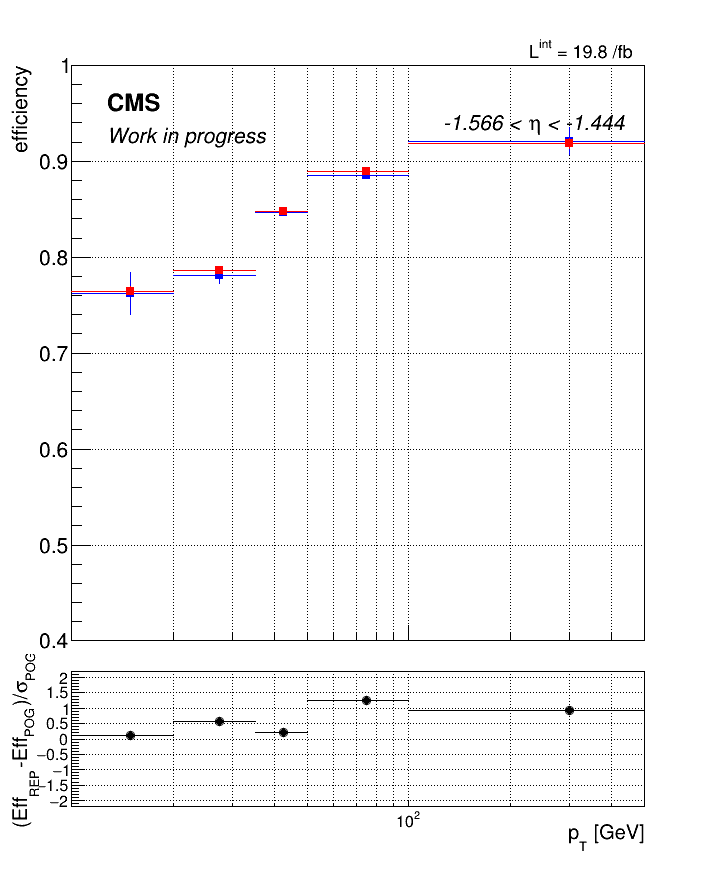 L^int = 19.8 /fb
efficiency
CMS
Work in progress
-1.566 < η < -1.444
1
0.9
0.8
0.7
0.6
0.5
0.4
(Eff_REP -Eff_POG)/σ_POG
2
1.5
1
0.5
0
−0.5
−1
−1.5
−2
10^2
p_T [GeV]